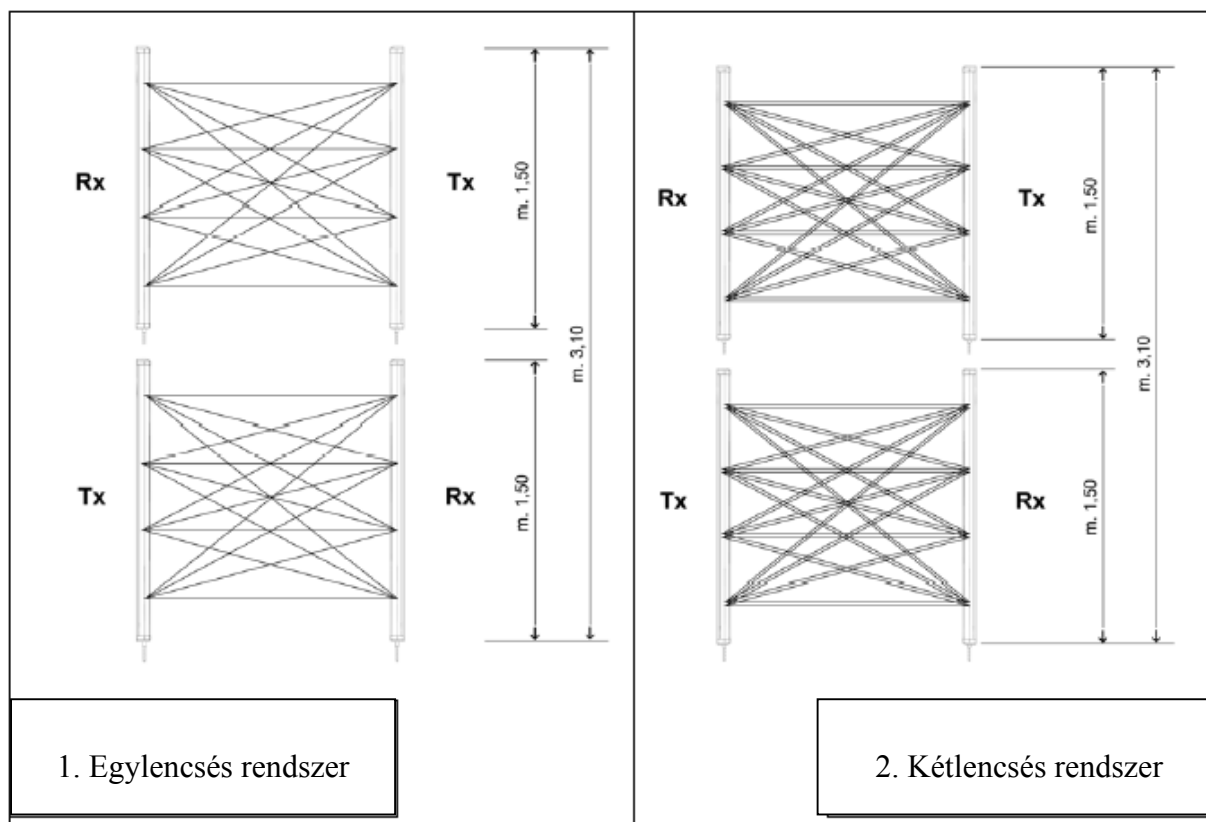 Rx
Tx
m. 1,50
m. 3,10
Tx
Rx
m. 1,50
1. Egylencsés rendszer
Rx
Tx
m. 1,50
m. 3,10
Tx
Rx
m. 1,50
2. Kétlencsés rendszer